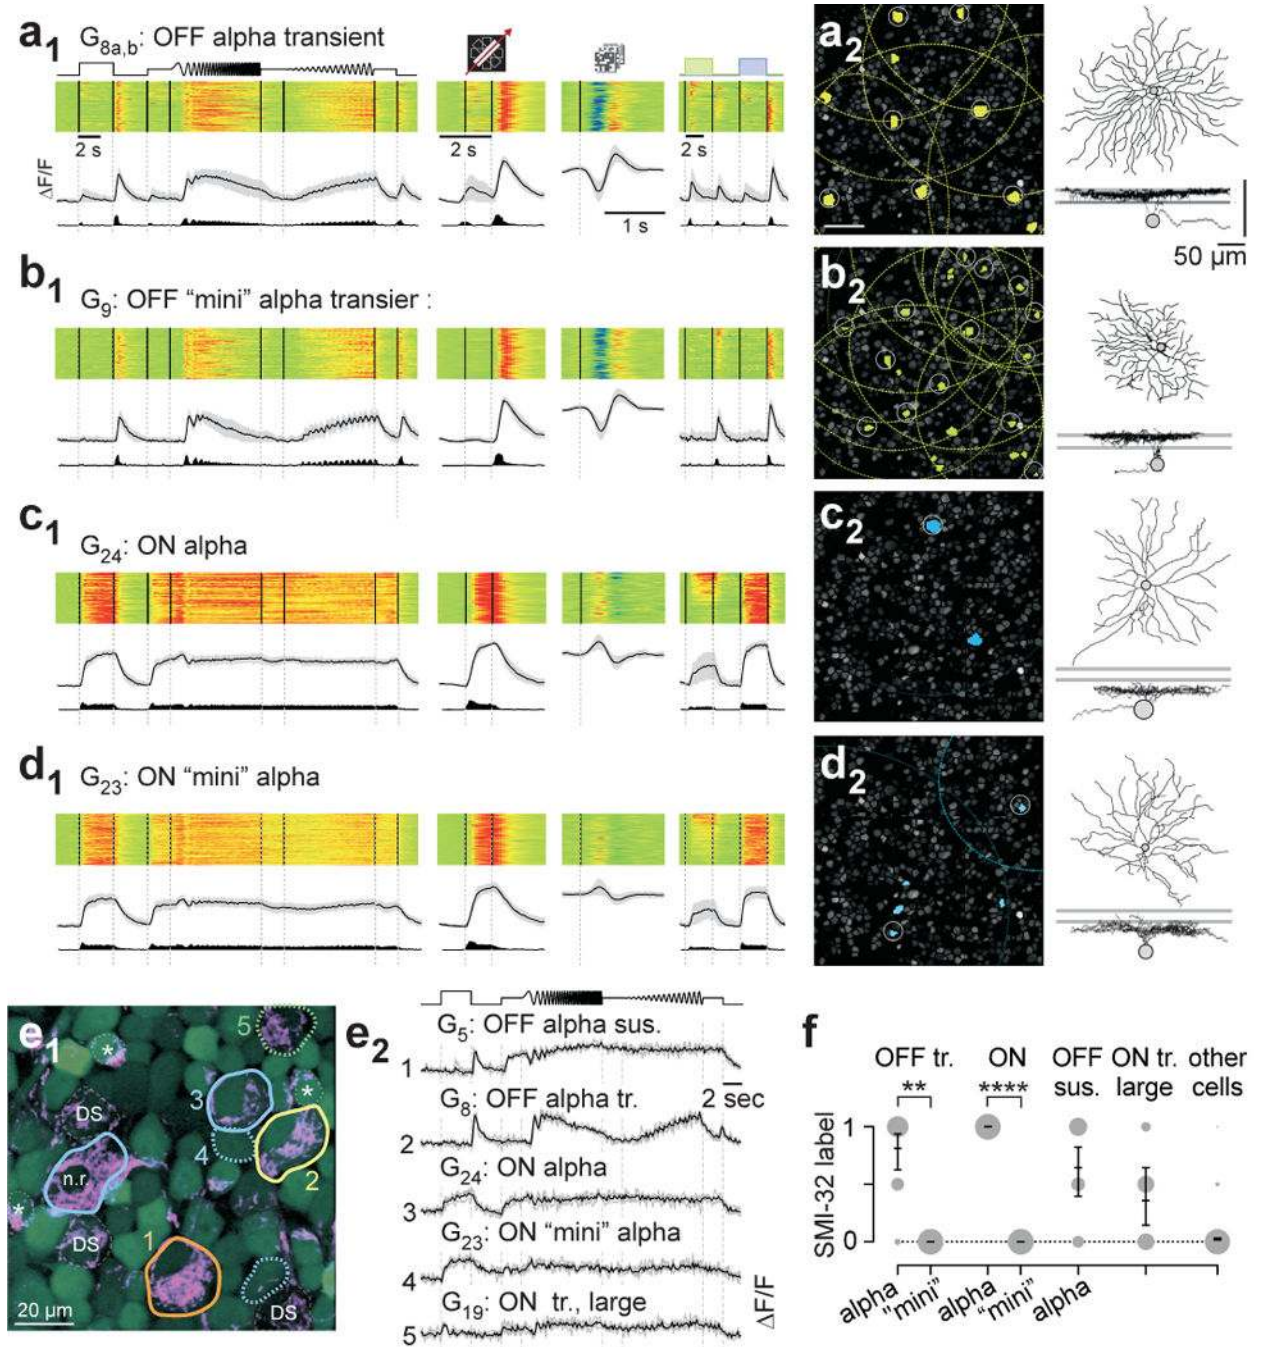 a1 G8a,b: OFF alpha transient
2 s
2 s
2 s
ΔF/F
1 s
a2
50 µm
b1 G9: OFF “mini” alpha transier :
b2
c1 G24: ON alpha
c2
d1 G23: ON “mini” alpha
d2
e1
5
*
3
*
DS
4
n.r.
2
*
DS
1
20 µm
DS
e2
G5: OFF alpha sus.
1
G8: OFF alpha tr.
2 sec
2
G24: ON alpha
3
G23: ON “mini” alpha
4
G19: ON tr., large
5
ΔF/F
f
OFF tr. ON OFF sus. ON tr. large other cells
** ****
SMI-32 label
1
0
alpha “mini” alpha “mini” alpha